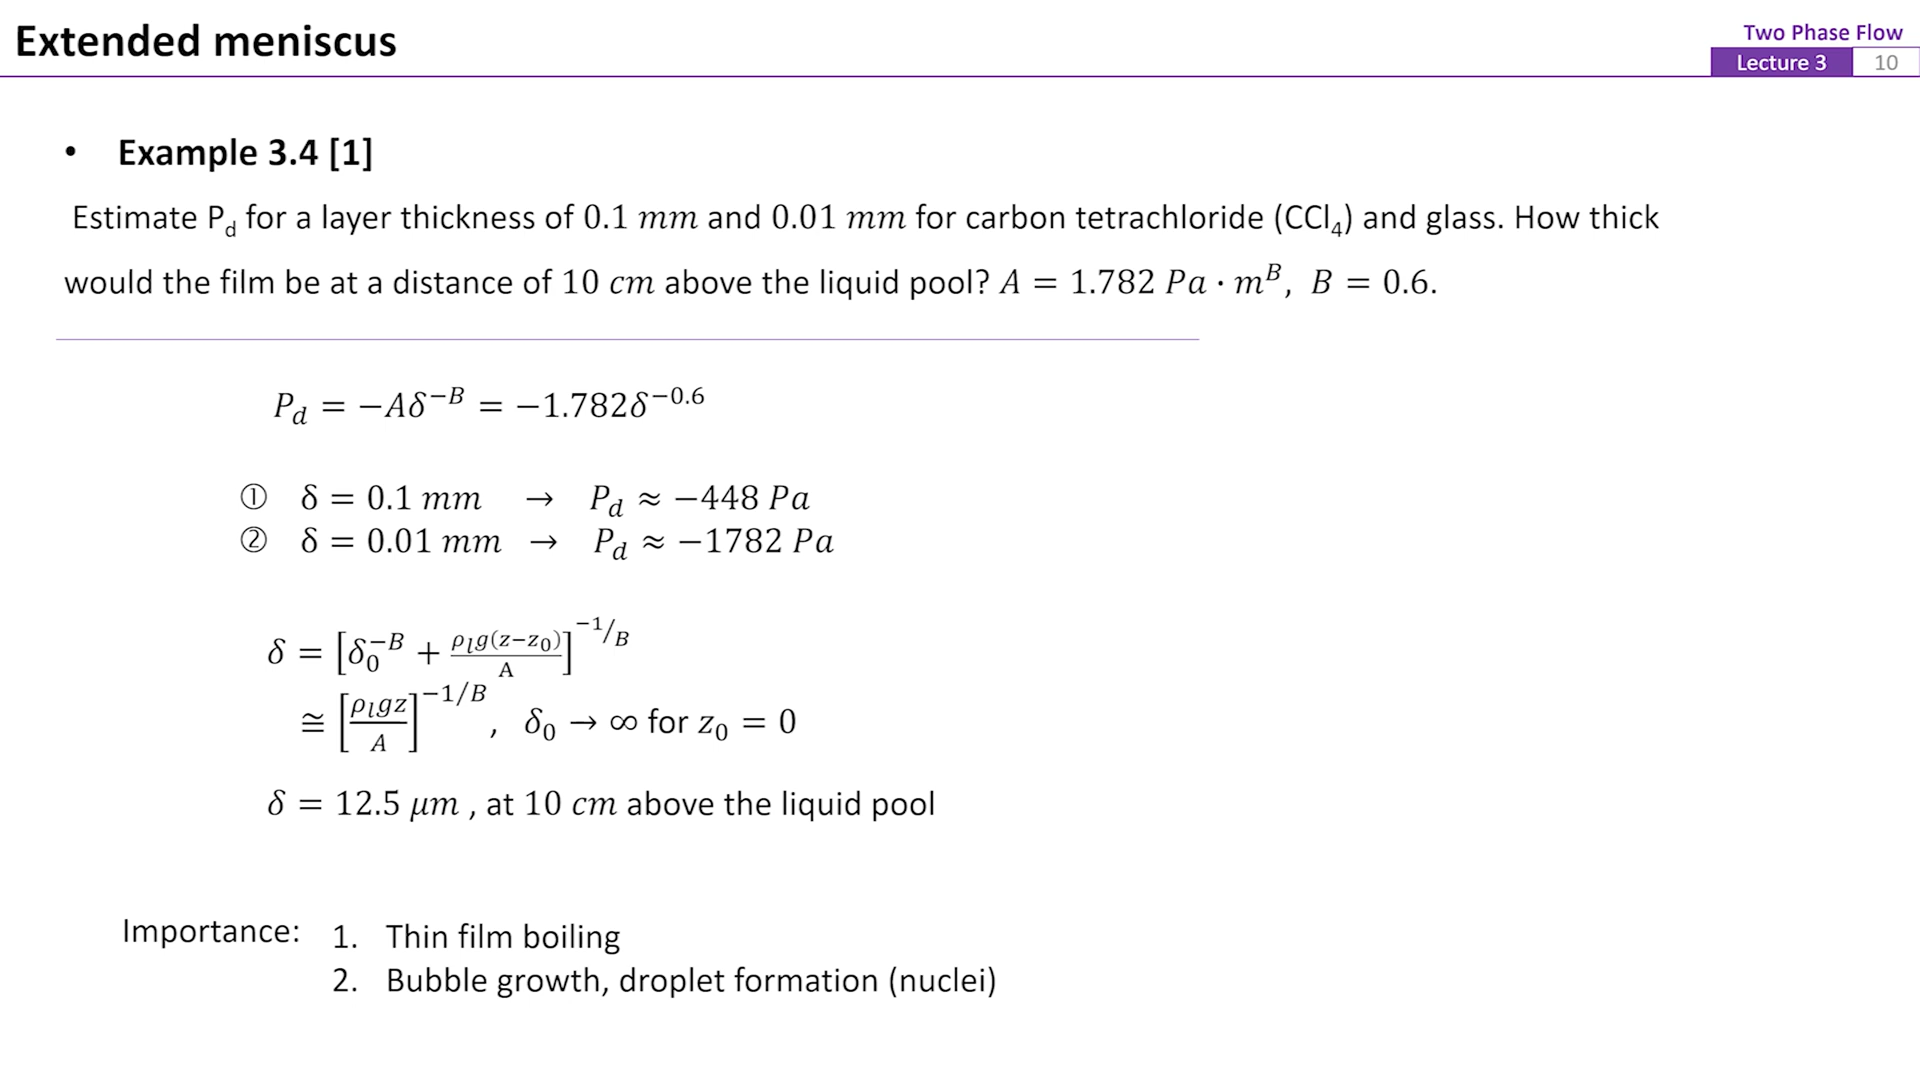 Extended meniscus
Two Phase Flow
Lecture 3
10
• Example 3.4 [1]
Estimate P_d for a layer thickness of 0.1 mm and 0.01 mm for carbon tetrachloride (CCl₄) and glass. How thick
would the film be at a distance of 10 cm above the liquid pool? A = 1.782 Pa · m^B, B = 0.6.
P_d = −Aδ^{−B} = −1.782δ^{−0.6}
① δ = 0.1 mm → P_d ≈ −448 Pa
② δ = 0.01 mm → P_d ≈ −1782 Pa
δ = [δ_0^{−B} + ρ_l g(z−z_0)/A]^{−1/B}
≅ [ρ_l gz/A]^{−1/B}, δ_0 → ∞ for z_0 = 0
δ = 12.5 μm , at 10 cm above the liquid pool
Importance:
1. Thin film boiling
2. Bubble growth, droplet formation (nuclei)